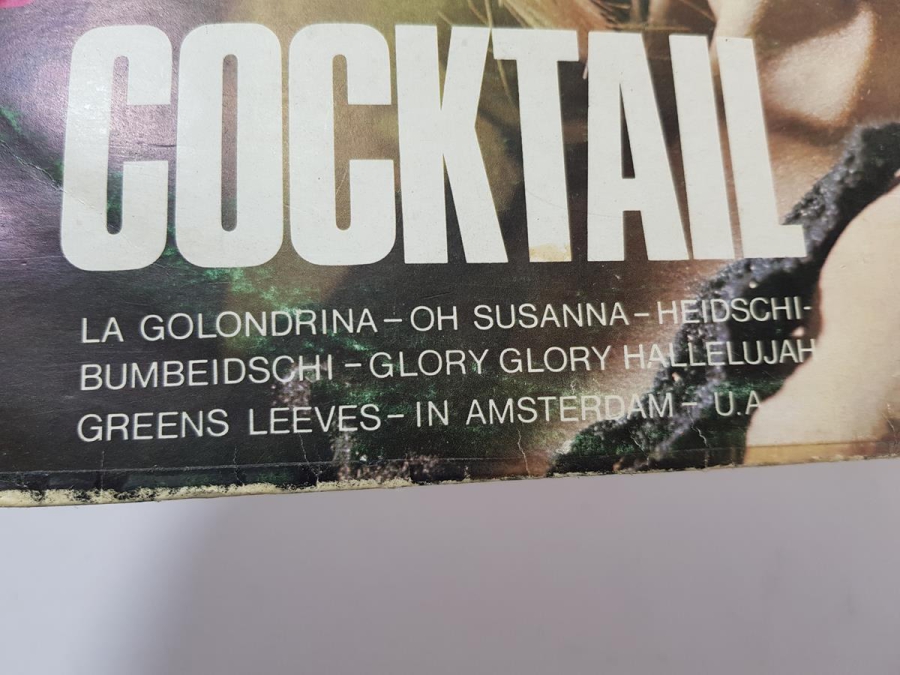 COCKTAIL
LA GOLONDRINA – OH SUSANNA – HEIDSCHI-
BUMBEIDSCHI – GLORY GLORY HALLELUJAH
GREENS LEEVES – IN AMSTERDAM – U.A.